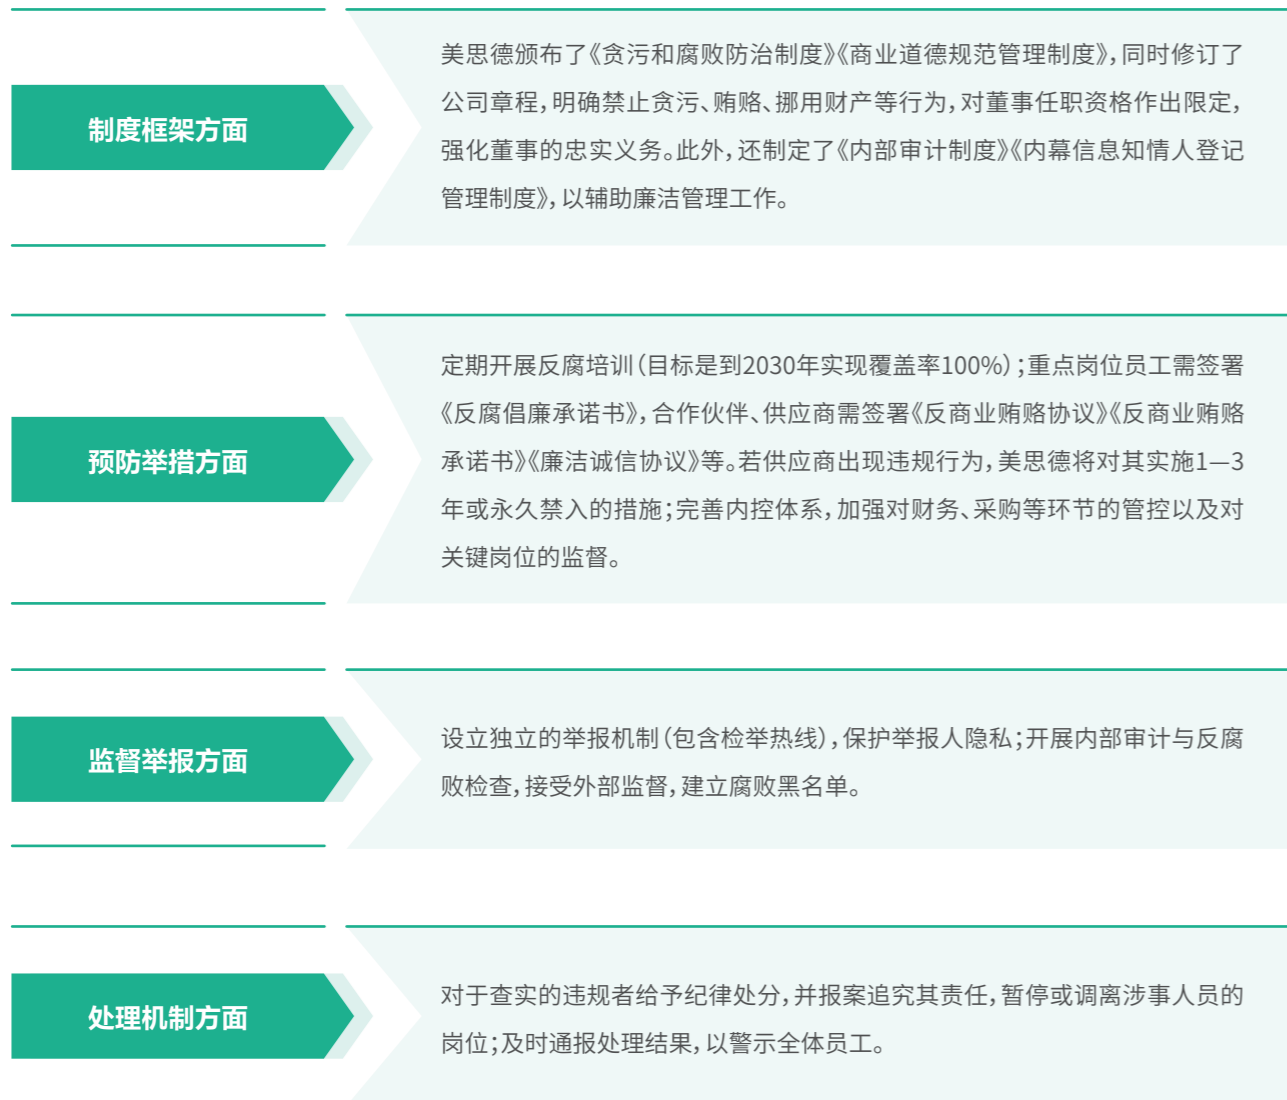 制度框架方面
美思德颁布了《贪污和腐败防治制度》《商业道德规范管理制度》，同时修订了
公司章程，明确禁止贪污、贿赂、挪用财产等行为，对董事任职资格作出限定，
强化董事的忠实义务。此外，还制定了《内部审计制度》《内幕信息知情人登记
管理制度》，以辅助廉洁管理工作。
预防举措方面
定期开展反腐培训（目标是到2030年实现覆盖率100%）；重点岗位员工需签署
《反腐倡廉承诺书》，合作伙伴、供应商需签署《反商业贿赂协议》《反商业贿赂
承诺书》《廉洁诚信协议》等。若供应商出现违规行为，美思德将对其实施1—3
年或永久禁入的措施；完善内控体系，加强对财务、采购等环节的管控以及对
关键岗位的监督。
监督举报方面
设立独立的举报机制（包含检举热线），保护举报人隐私；开展内部审计与反腐
败检查，接受外部监督，建立腐败黑名单。
处理机制方面
对于查实的违规者给予纪律处分，并报案追究其责任，暂停或调离涉事人员的
岗位；及时通报处理结果，以警示全体员工。